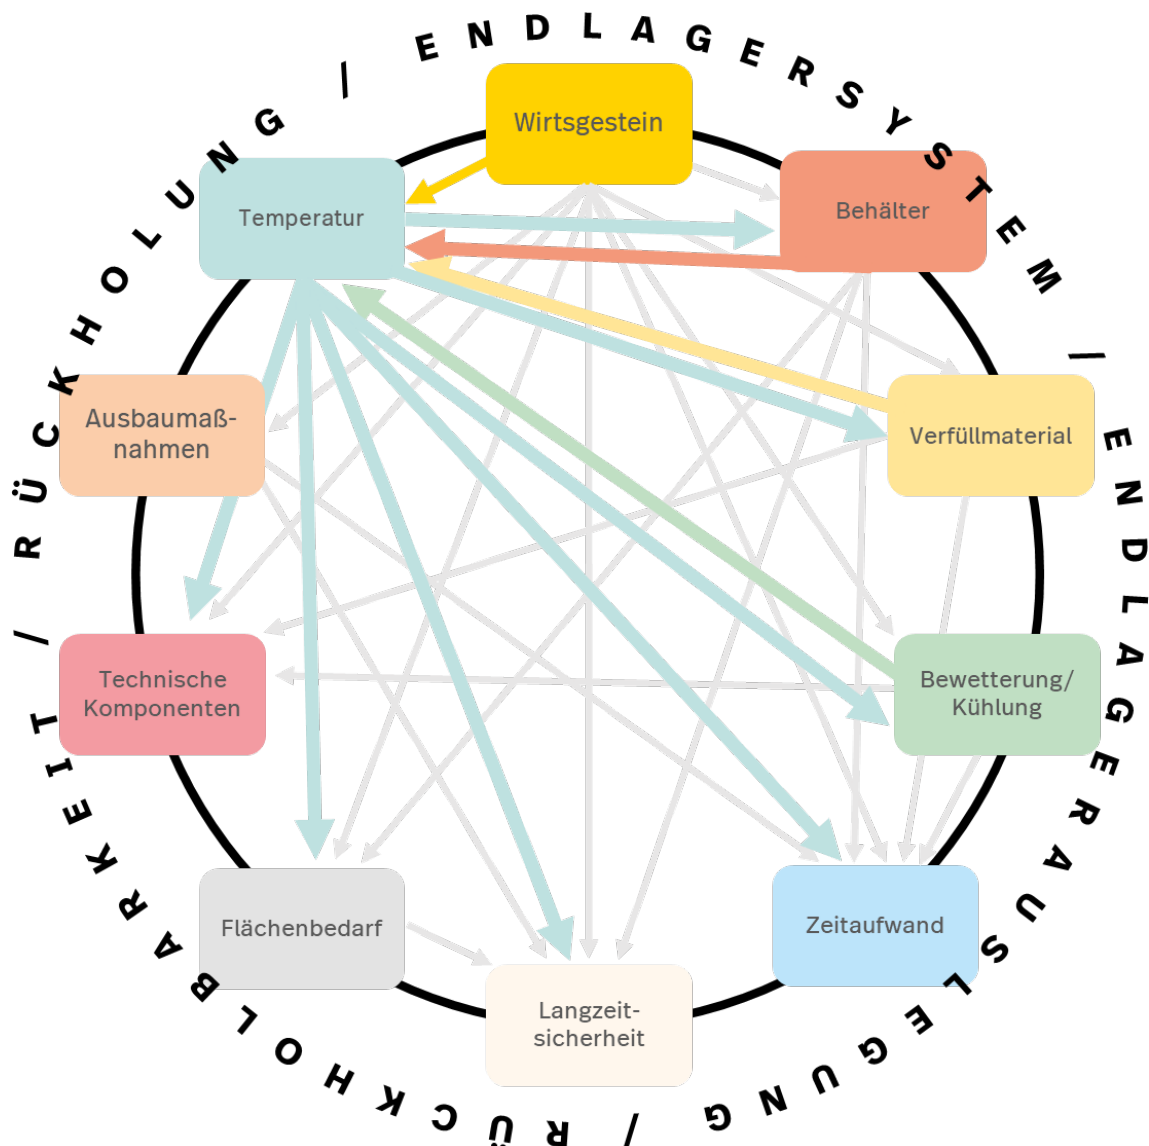 ENDLAGERSYSTEM / ENDLAGERAUSLEGUNG / RÜCKHOLBARKEIT / RÜCKHOLUNG /
Wirtsgestein
Behälter
Temperatur
Ausbaumaß-
nahmen
Verfüllmaterial
Technische
Komponenten
Bewetterung/
Kühlung
Flächenbedarf
Zeitaufwand
Langzeit-
sicherheit